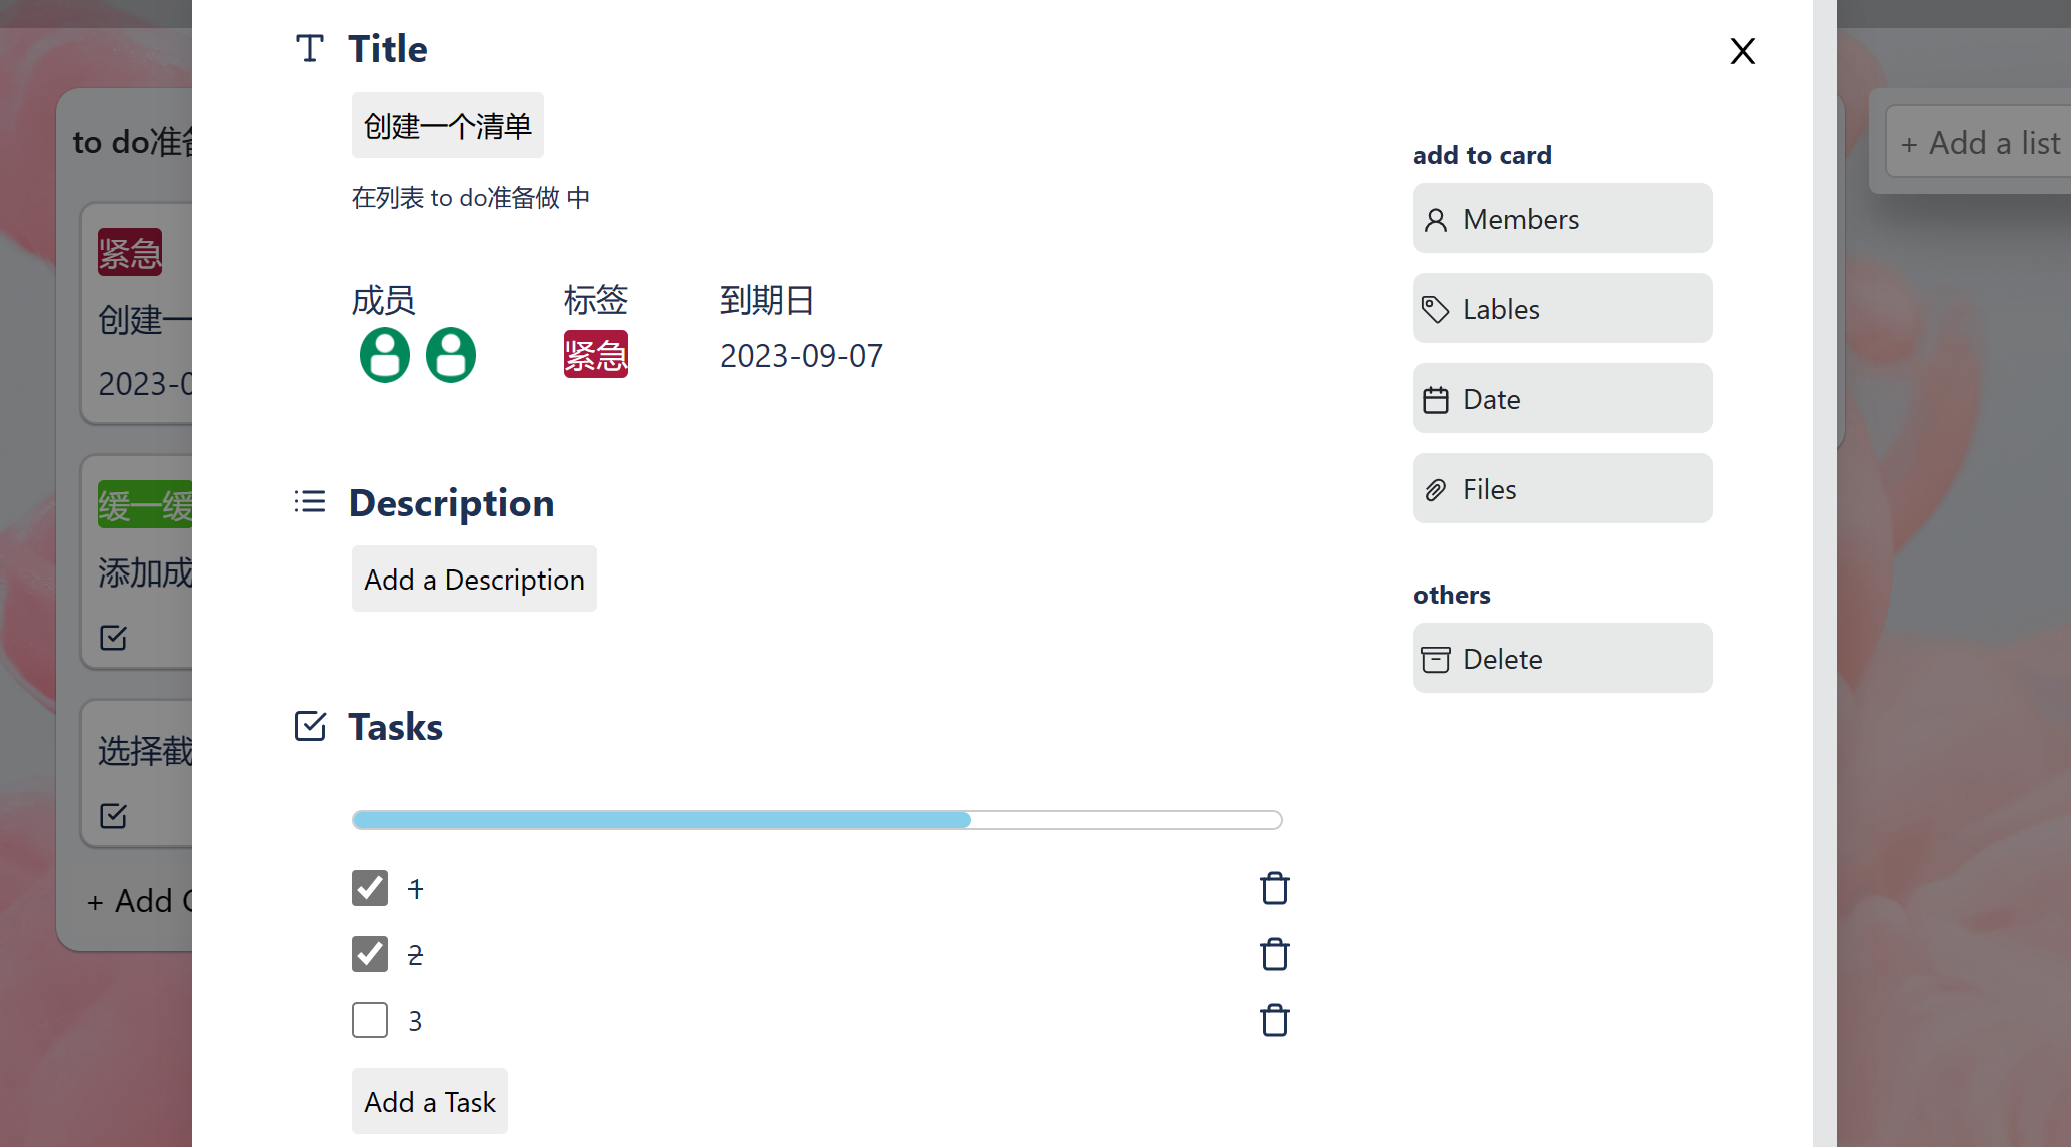 Title
X
创建一个清单
在列表 to do准备做 中
成员
标签
到期日
紧急
2023-09-07
Description
Add a Description
Tasks
1
2
3
Add a Task
add to card
Members
Lables
Date
Files
others
Delete
to do准备
紧急
创建一
2023-0
缓一缓
添加成
选择截
+ Add
+ Add a list